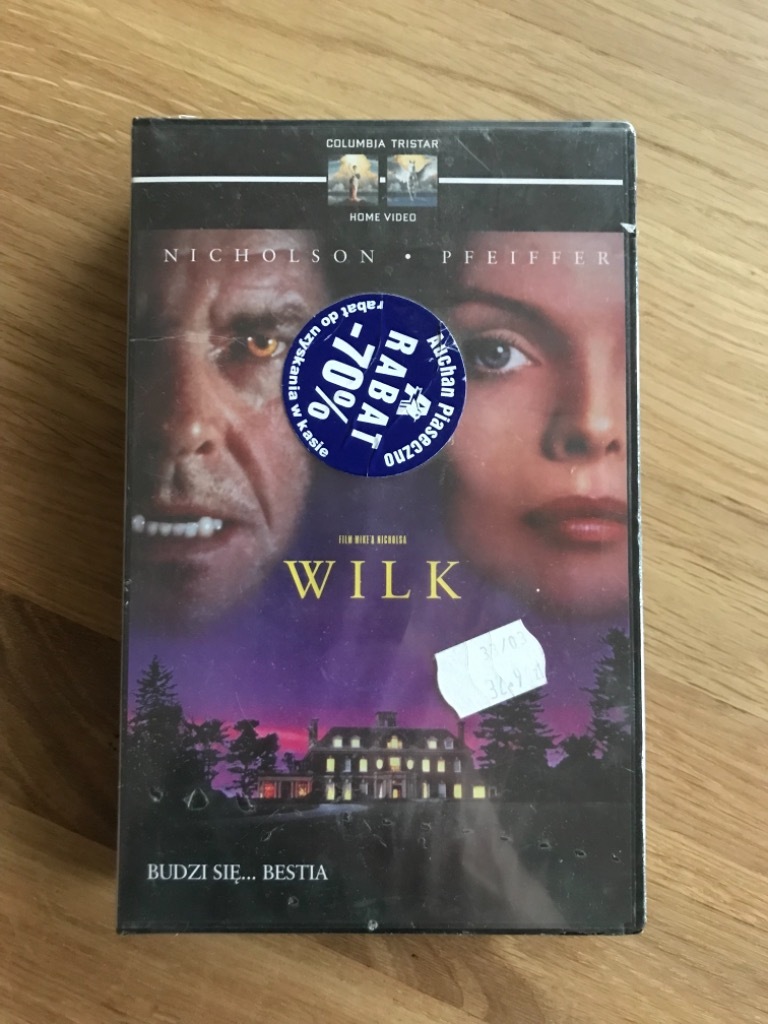 COLUMBIA TRISTAR
HOME VIDEO
NICHOLSON • PFEIFFER
Auchan Piaseczno
RABAT
-70%
rabat do uzyskania w kasie
FILM MIKE'A NICHOLSA
WILK
BUDZI SIĘ... BESTIA